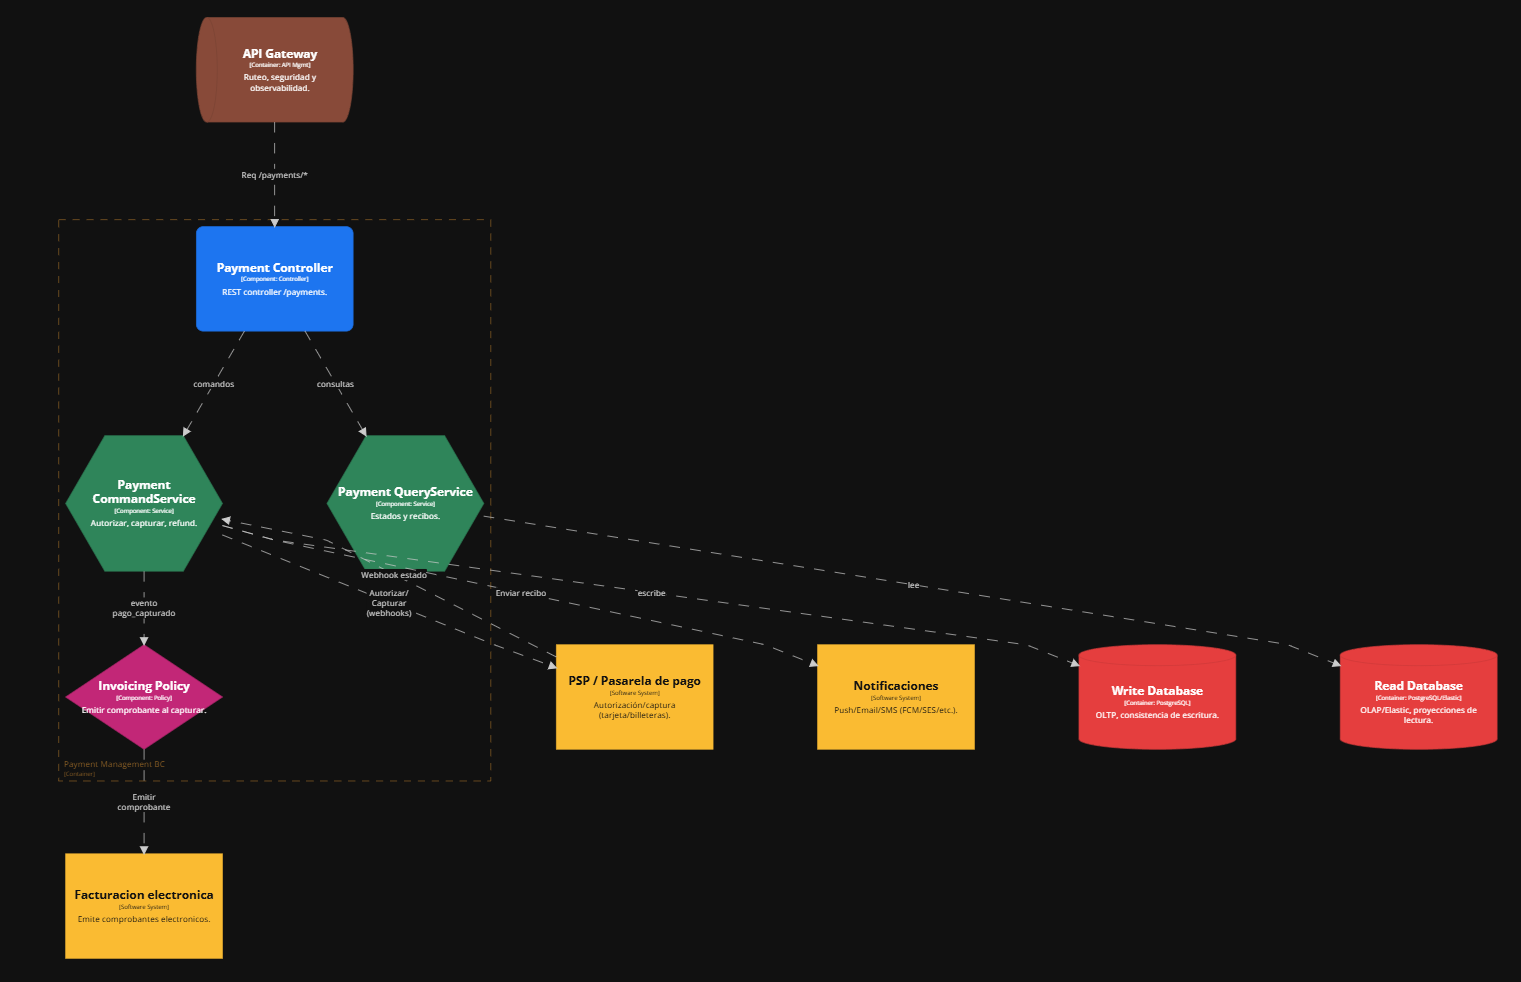 API Gateway
[Container: API Mgmt]
Ruteo, seguridad y
observabilidad.
Req /payments/*
Payment Controller
[Component: Controller]
REST controller /payments.
comandos
consultas
Payment
CommandService
[Component: Service]
Autorizar, capturar, refund.
Payment QueryService
[Component: Service]
Estados y recibos.
Webhook estado
Autorizar/
Capturar
(webhooks)
Enviar recibo
escribe
lee
evento
pago_capturado
Invoicing Policy
[Component: Policy]
Emitir comprobante al capturar.
PSP / Pasarela de pago
[Software System]
Autorización/captura
(tarjeta/billeteras).
Notificaciones
[Software System]
Push/Email/SMS (FCM/SES/etc.).
Write Database
[Container: PostgreSQL]
OLTP, consistencia de escritura.
Read Database
[Container: PostgreSQL/Elastic]
OLAP/Elastic, proyecciones de
lectura.
Payment Management BC
[Container]
Emitir
comprobante
Facturacion electronica
[Software System]
Emite comprobantes electronicos.